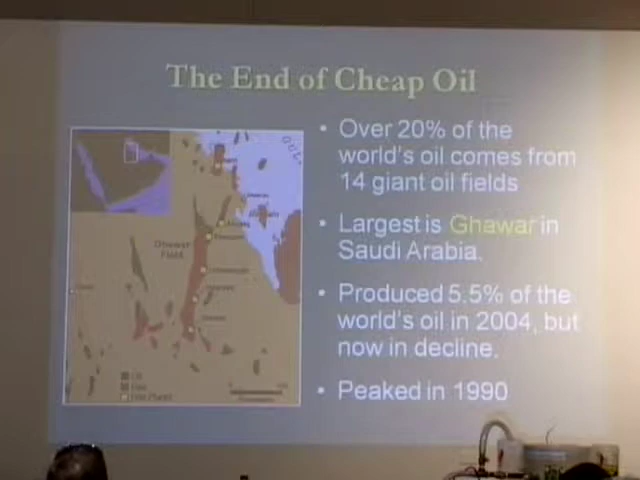 The End of Cheap Oil
• Over 20% of the
world's oil comes from
14 giant oil fields
• Largest is Ghawar in
Saudi Arabia.
• Produced 5.5% of the
world's oil in 2004, but
now in decline.
• Peaked in 1990
Ghawar
Field